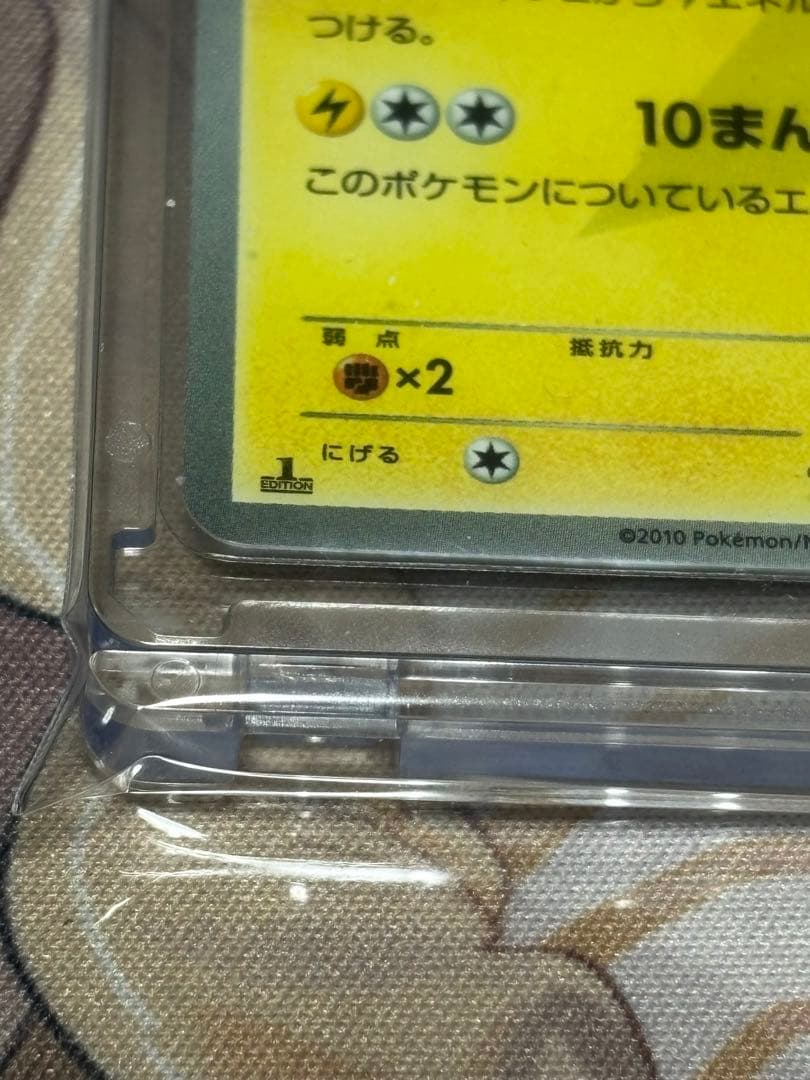 つける。
10まん
このポケモンについているエ
弱 点
抵抗力
×2
にげる
1
EDITION
©2010 Pokémon/N